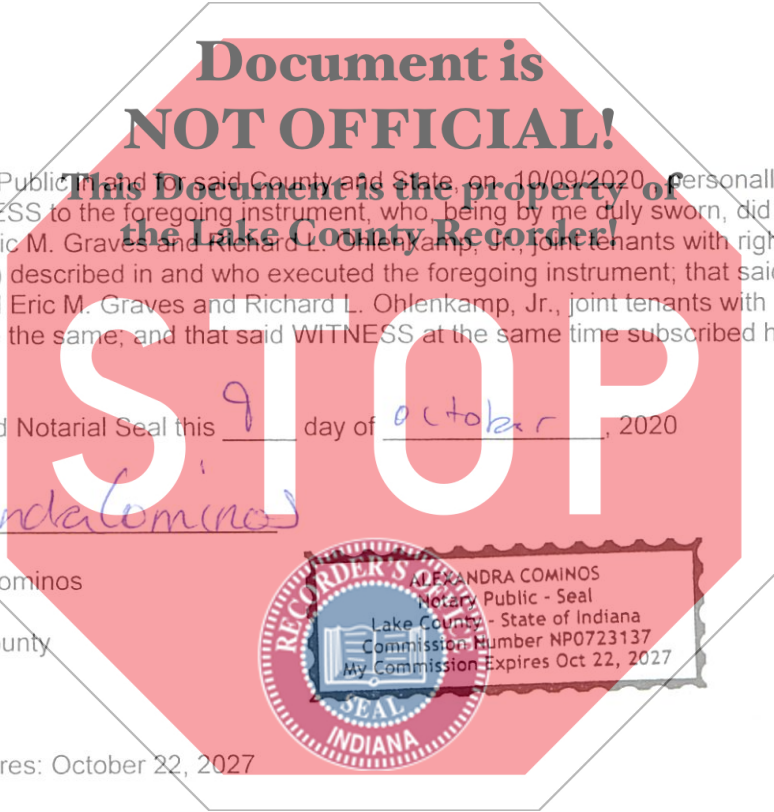 Document is
NOT OFFICIAL!
This Document is the property of
the Lake County Recorder!
Public in and for said County and State, on 10/09/2020, personall
ESS to the foregoing instrument, who, being by me duly sworn, did
ic M. Graves and Richard L. Ohlenkamp, Jr., joint tenants with righ
) described in and who executed the foregoing instrument; that said
Eric M. Graves and Richard L. Ohlenkamp, Jr., joint tenants with
the same; and that said WITNESS at the same time subscribed h
STOP
d Notarial Seal this 9 day of october, 2020
nda Cominos
ominos
unty
RECORDER'S OFFICE
SEAL
INDIANA
ALEXANDRA COMINOS
Notary Public - Seal
Lake County - State of Indiana
Commission Number NP0723137
My Commission Expires Oct 22, 2027
res: October 22, 2027